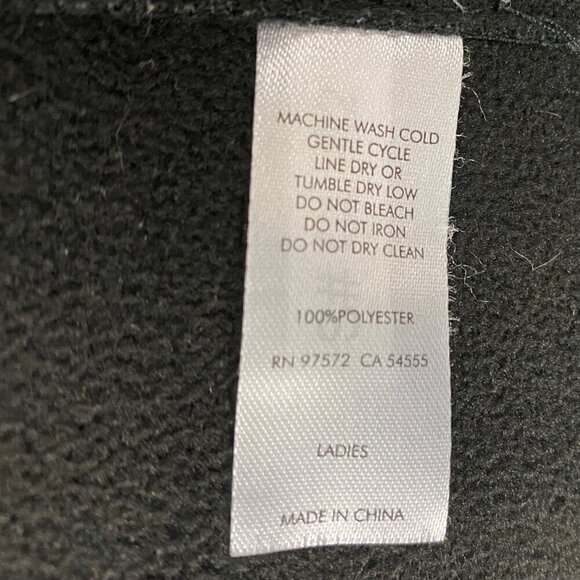 MACHINE WASH COLD
GENTLE CYCLE
LINE DRY OR
TUMBLE DRY LOW
DO NOT BLEACH
DO NOT IRON
DO NOT DRY CLEAN
100%POLYESTER
RN 97572 CA 54555
LADIES
MADE IN CHINA